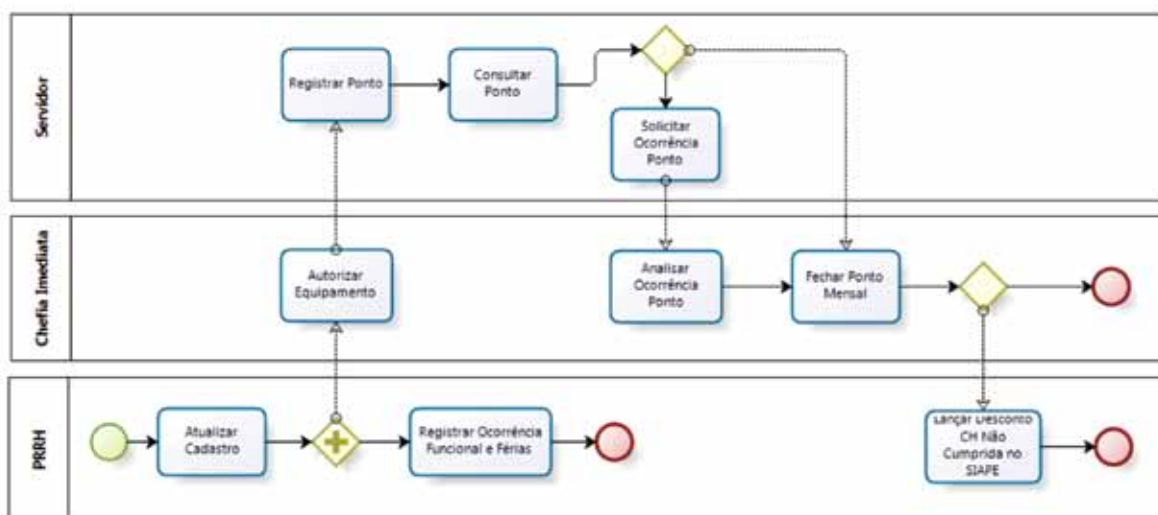 Servidor
Registrar Ponto
Consultar
Ponto
Solicitar
Ocorrência
Ponto
Chefia Imediata
Autorizar
Equipamento
Analisar
Ocorrência
Ponto
Fechar Ponto
Mensal
PRRH
Atualizar
Cadastro
Registrar Ocorrência
Funcional e Férias
Lançar Desconto
CH Não
Cumprida no
SIAPE